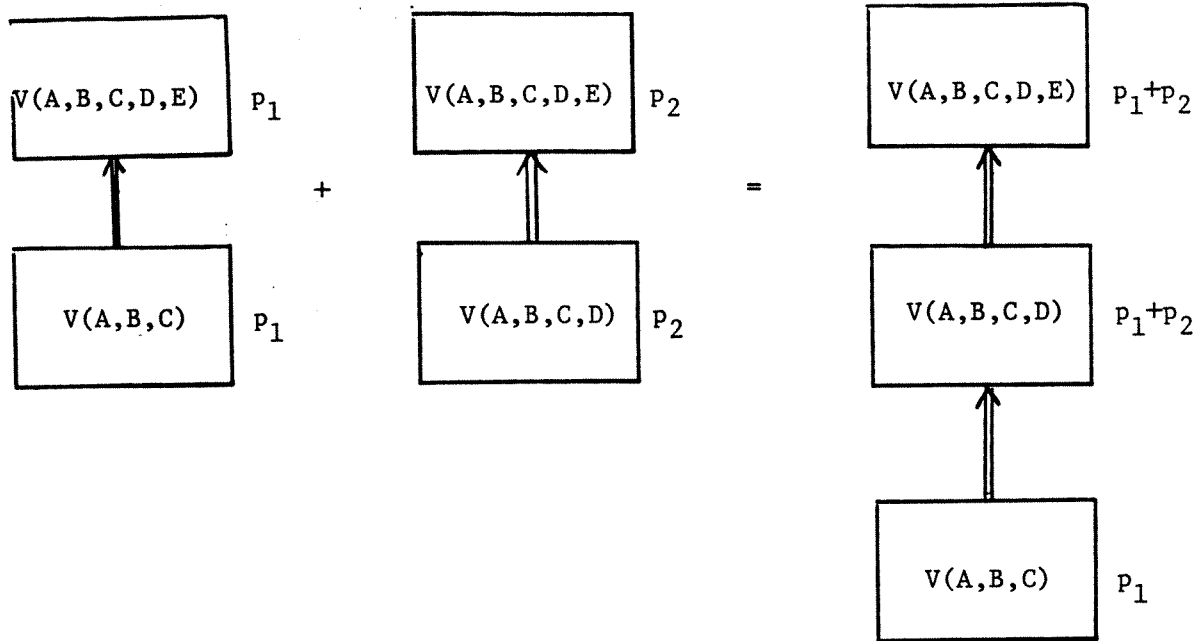 V(A,B,C,D,E) p1
V(A,B,C) p1
+
V(A,B,C,D,E) p2
V(A,B,C,D) p2
=
V(A,B,C,D,E) p1+p2
V(A,B,C,D) p1+p2
V(A,B,C) p1